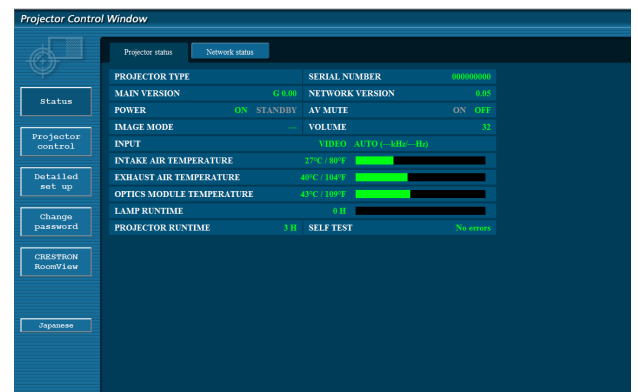 Projector Control Window
Projector status Network status
Status
Projector control
Detailed set up
Change password
CRESTRON RoomView
Japanese
PROJECTOR TYPE SERIAL NUMBER 000000000
MAIN VERSION G 0.00 NETWORK VERSION 0.05
POWER ON STANDBY AV MUTE ON OFF
IMAGE MODE --- VOLUME 32
INPUT VIDEO AUTO (---kHz/---Hz)
INTAKE AIR TEMPERATURE 27°C / 80°F
EXHAUST AIR TEMPERATURE 40°C / 104°F
OPTICS MODULE TEMPERATURE 43°C / 109°F
LAMP RUNTIME 0 H
PROJECTOR RUNTIME 3 H SELF TEST No errors